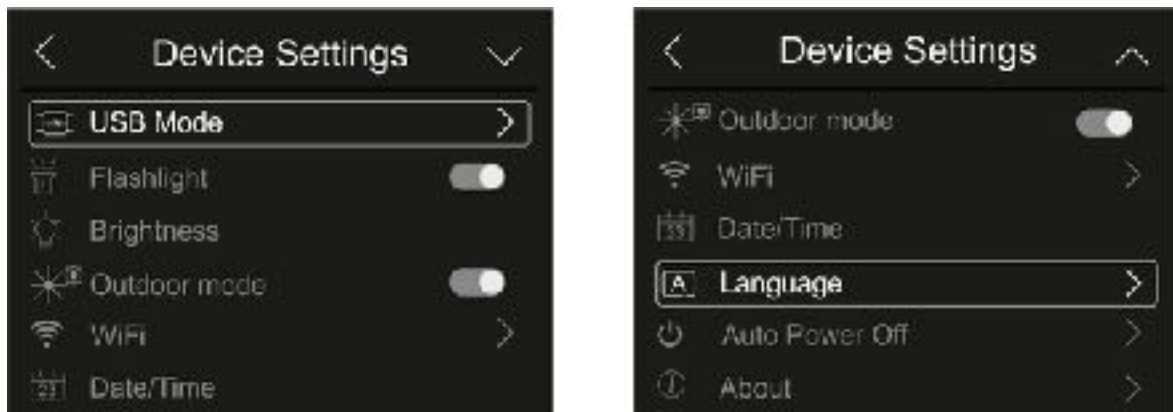 Device Settings
USB Mode
Flashlight
Brightness
Outdoor mode
WiFi
23 Date/Time
Device Settings
Outdoor mode
WiFi
Date/Time
A Language
Auto Power Off
About